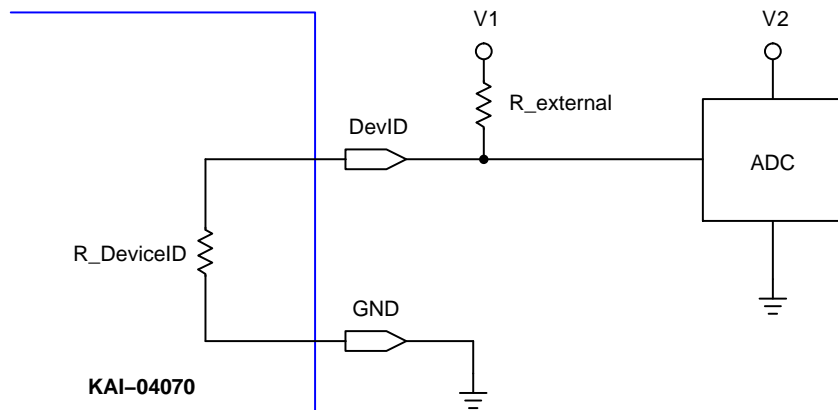 V1
V2
R_external
DevID
ADC
R_DeviceID
GND
KAI–04070